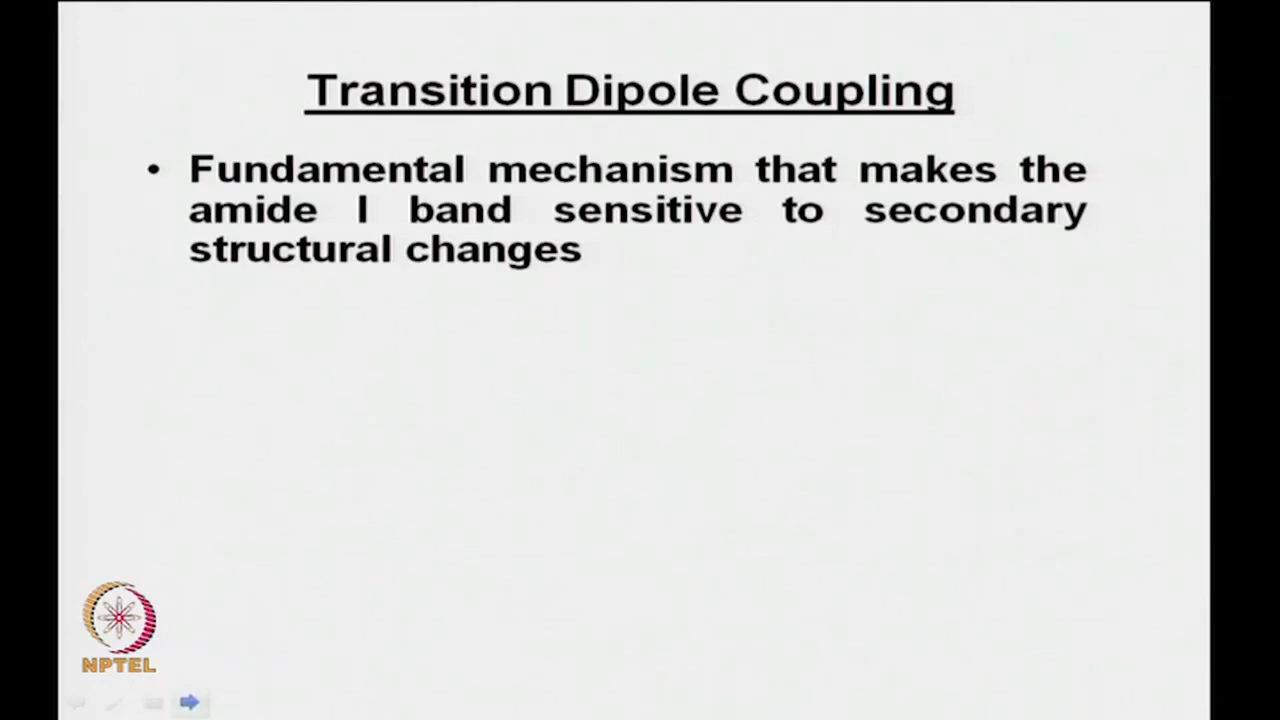 Transition Dipole Coupling
• Fundamental mechanism that makes the
amide I band sensitive to secondary
structural changes
NPTEL